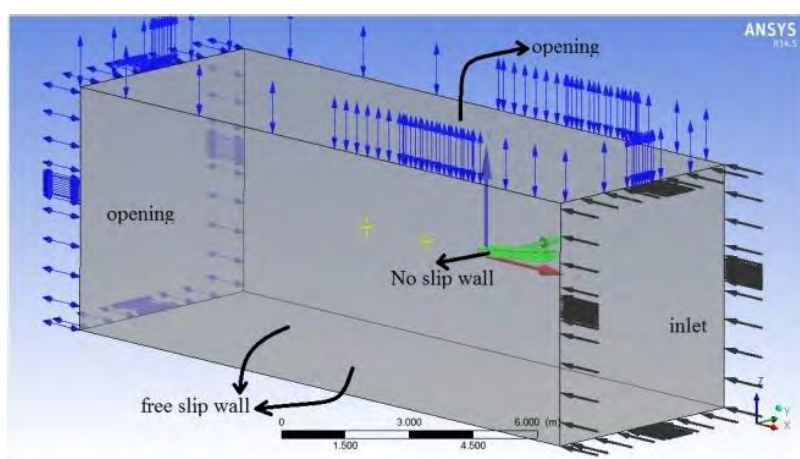 ANSYS
R14.5
opening
opening
No slip wall
inlet
free slip wall
0
3.000
6.000 (m)
1.500
4.500
Z
Y
X